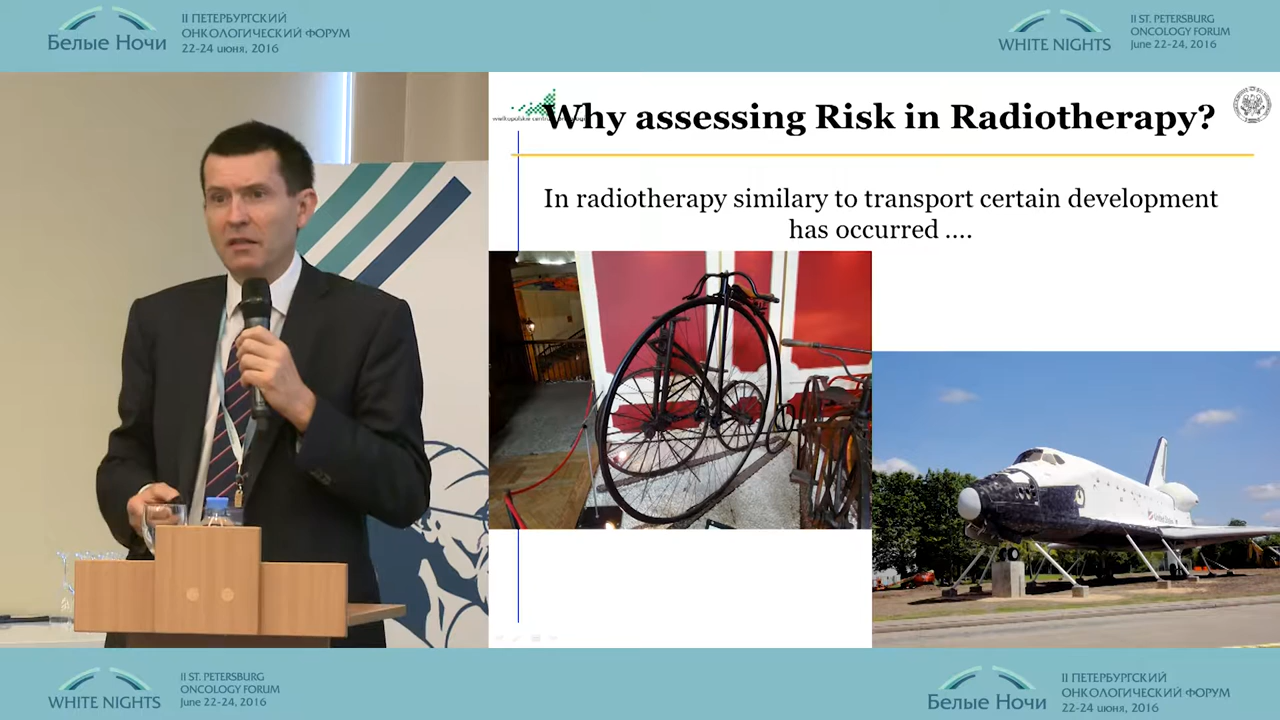 Белые Ночи
II ПЕТЕРБУРГСКИЙ
ОНКОЛОГИЧЕСКИЙ ФОРУМ
22-24 июня, 2016
WHITE NIGHTS
II ST. PETERSBURG
ONCOLOGY FORUM
June 22-24, 2016
Why assessing Risk in Radiotherapy?
In radiotherapy similary to transport certain development
has occurred ....
United States
WHITE NIGHTS
II ST. PETERSBURG
ONCOLOGY FORUM
June 22-24, 2016
Белые Ночи
II ПЕТЕРБУРГСКИЙ
ОНКОЛОГИЧЕСКИЙ ФОРУМ
22-24 июня, 2016